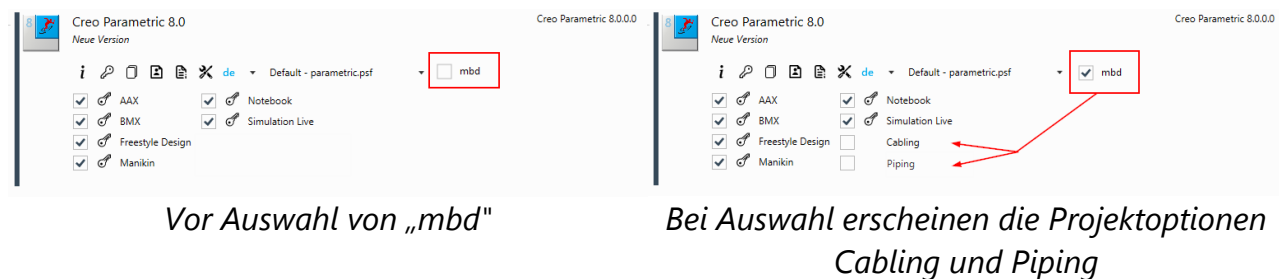 8 Creo Parametric 8.0 Creo Parametric 8.0.0.0
Neue Version
i de Default - parametric.psf mbd
AAX Notebook
BMX Simulation Live
Freestyle Design
Manikin
Vor Auswahl von „mbd"
8 Creo Parametric 8.0 Creo Parametric 8.0.0.0
Neue Version
i de Default - parametric.psf mbd
AAX Notebook
BMX Simulation Live
Freestyle Design Cabling
Manikin Piping
Bei Auswahl erscheinen die Projektoptionen
Cabling und Piping